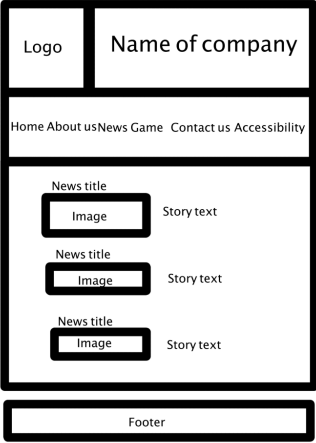 Logo
Name of company
Home About us News Game Contact us Accessibility
News title
Image
Story text
News title
Image
Story text
News title
Image
Story text
Footer